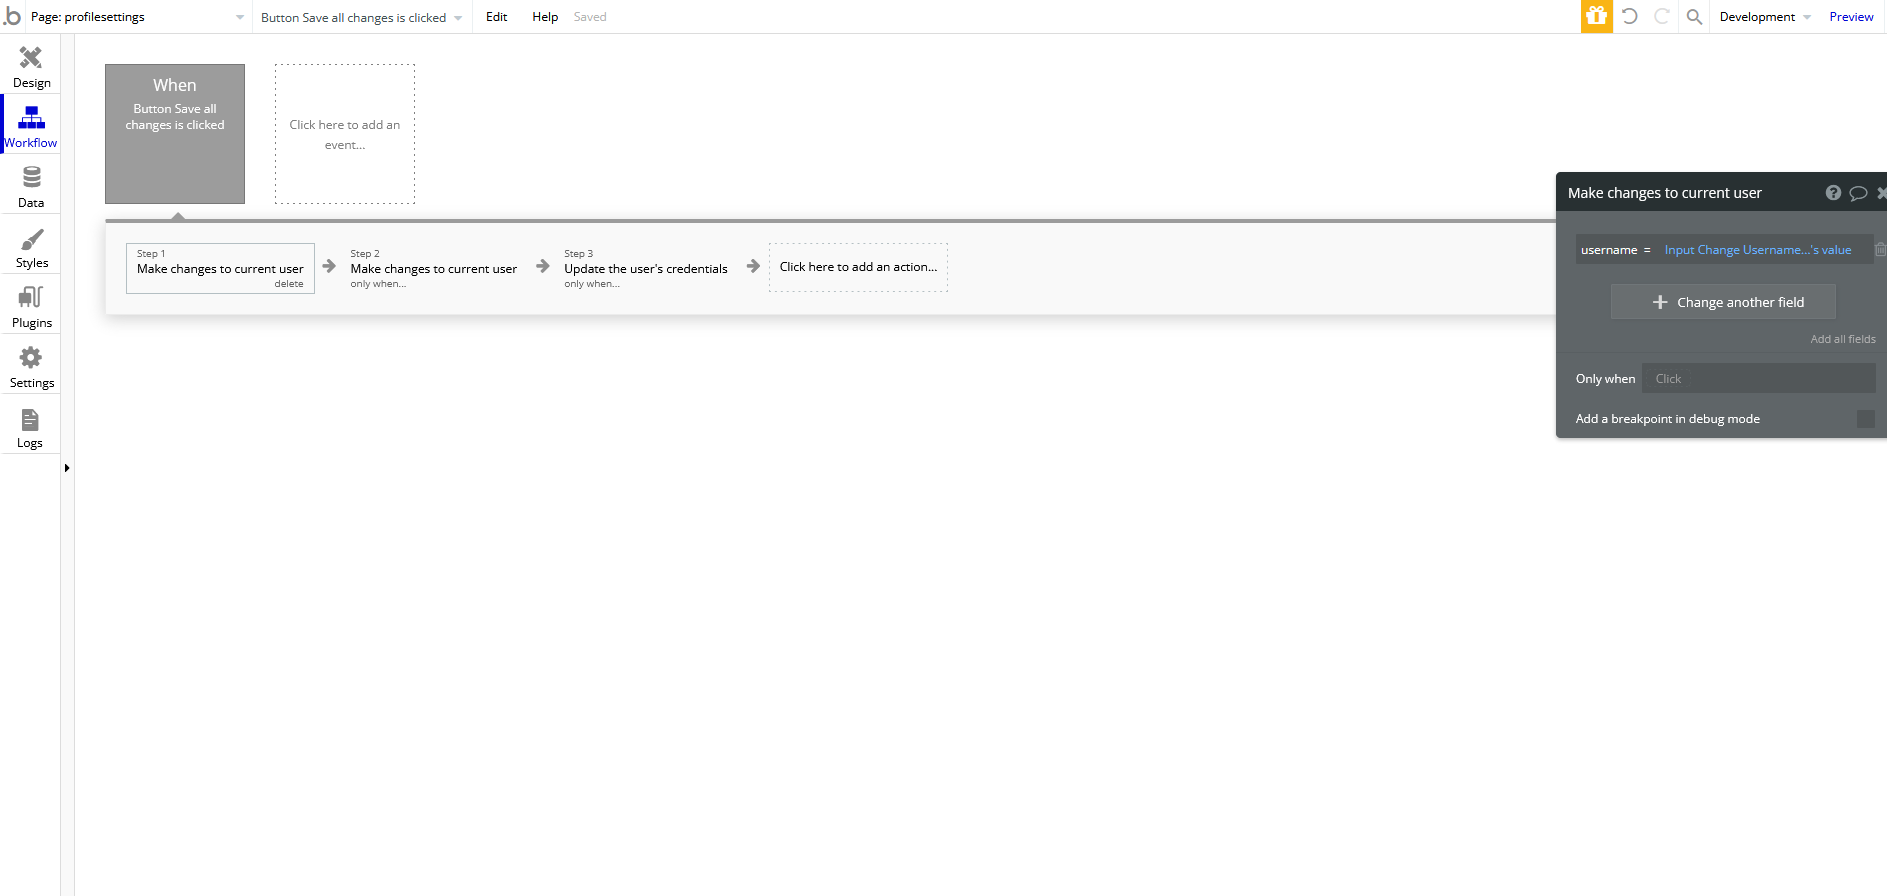 .b
Page: profilesettings
Button Save all changes is clicked
Edit
Help
Saved
Development
Preview
Design
Workflow
Data
Styles
Plugins
Settings
Logs
When
Button Save all
changes is clicked
Click here to add an
event...
Step 1
Make changes to current user
delete
Step 2
Make changes to current user
only when...
Step 3
Update the user's credentials
only when...
Click here to add an action...
Make changes to current user
username = Input Change Username...'s value
Change another field
Add all fields
Only when
Click
Add a breakpoint in debug mode